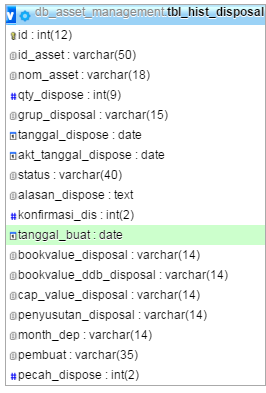 db_asset_management.tbl_hist_disposal
id : int(12)
id_asset : varchar(50)
nom_asset : varchar(18)
qty_dispose : int(9)
grup_disposal : varchar(15)
tanggal_dispose : date
akt_tanggal_dispose : date
status : varchar(40)
alasan_dispose : text
konfirmasi_dis : int(2)
tanggal_buat : date
bookvalue_disposal : varchar(14)
bookvalue_ddb_disposal : varchar(14)
cap_value_disposal : varchar(14)
penyusutan_disposal : varchar(14)
month_dep : varchar(14)
pembuat : varchar(35)
pecah_dispose : int(2)